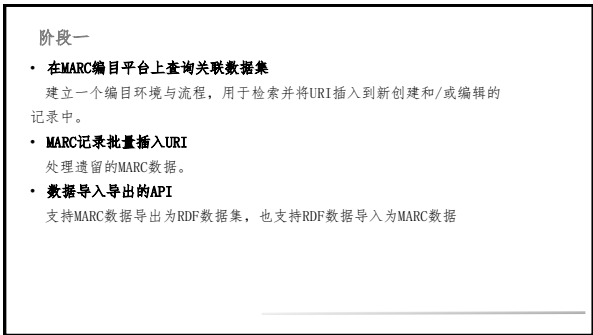 阶段一
• 在MARC编目平台上查询关联数据集
建立一个编目环境与流程，用于检索并将URI插入到新创建和/或编辑的
记录中。
• MARC记录批量插入URI
处理遗留的MARC数据。
• 数据导入导出的API
支持MARC数据导出为RDF数据集，也支持RDF数据导入为MARC数据